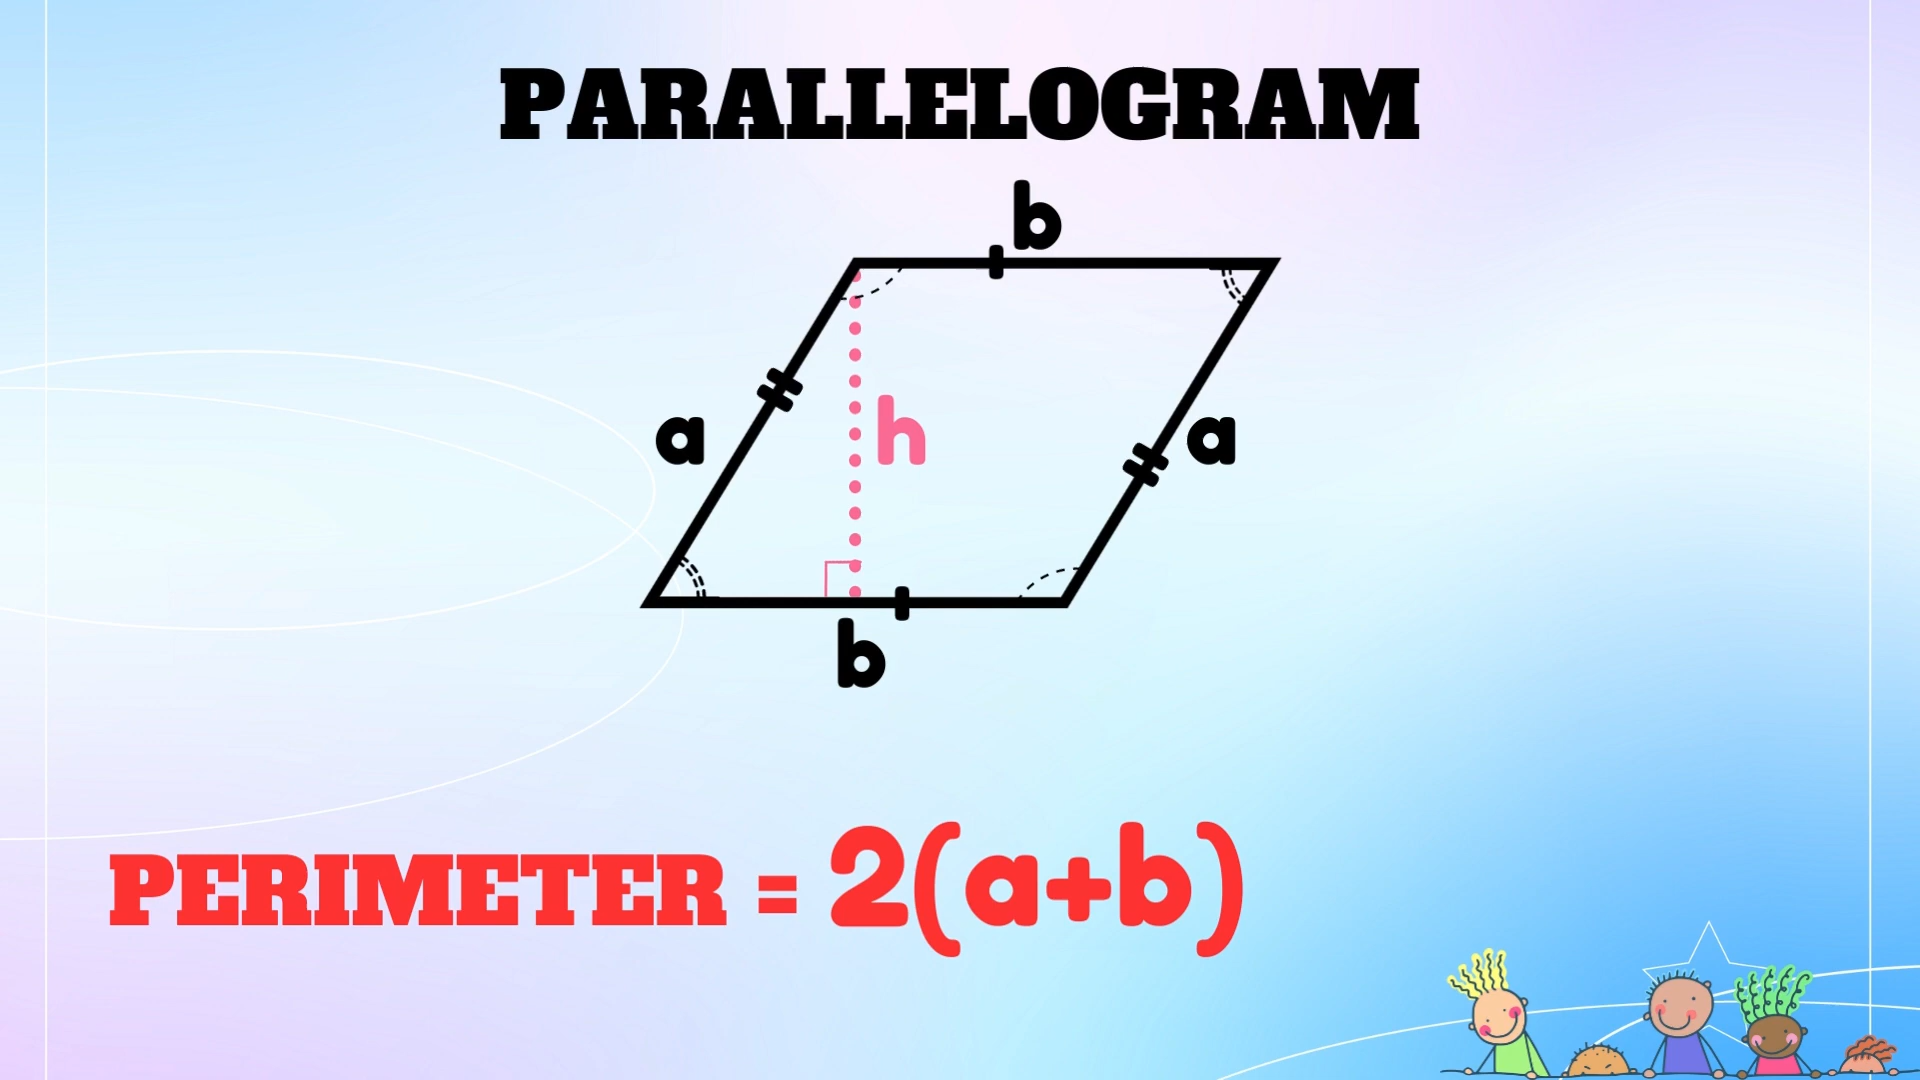 PARALLELOGRAM
b
a
h
a
b
PERIMETER = 2(a+b)